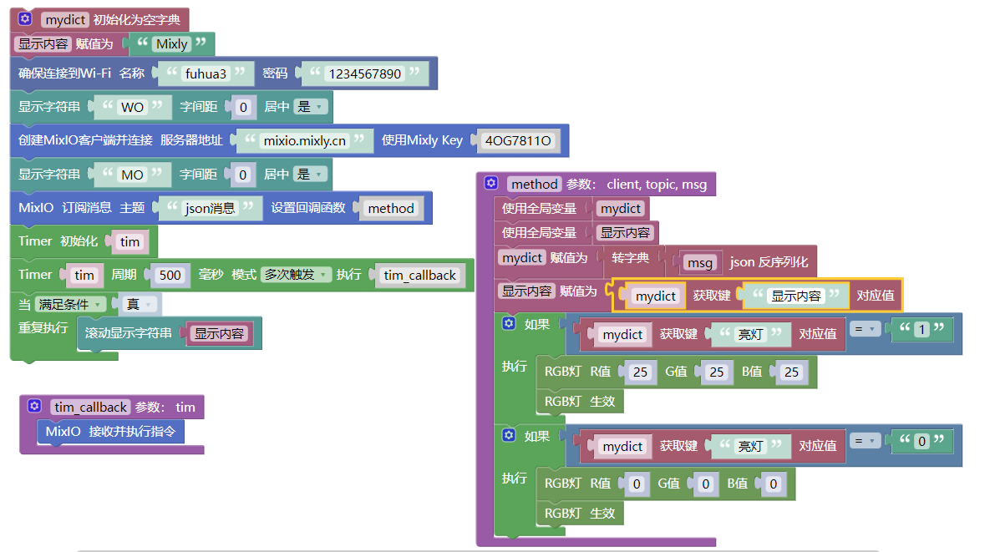 mydict 初始化为空字典
显示内容 赋值为 “ Mixly ”
确保连接到Wi-Fi 名称 “ fuhua3 ” 密码 “ 1234567890 ”
显示字符串 “ WO ” 字间距 0 居中 是
创建MixIO客户端并连接 服务器地址 “ mixio.mixly.cn ” 使用Mixly Key 4OG7811O
显示字符串 “ MO ” 字间距 0 居中 是
MixIO 订阅消息 主题 “ json消息 ” 设置回调函数 method
Timer 初始化 tim
Timer tim 周期 500 毫秒 模式 多次触发 执行 tim_callback
当 满足条件 真
重复执行 滚动显示字符串 显示内容
tim_callback 参数: tim
MixIO 接收并执行指令
method 参数: client, topic, msg
使用全局变量 mydict
使用全局变量 显示内容
mydict 赋值为 转字典 msg json 反序列化
显示内容 赋值为 mydict 获取键 “ 显示内容 ” 对应值
如果 mydict 获取键 “ 亮灯 ” 对应值 = “ 1 ”
执行 RGB灯 R值 25 G值 25 B值 25
RGB灯 生效
如果 mydict 获取键 “ 亮灯 ” 对应值 = “ 0 ”
执行 RGB灯 R值 0 G值 0 B值 0
RGB灯 生效